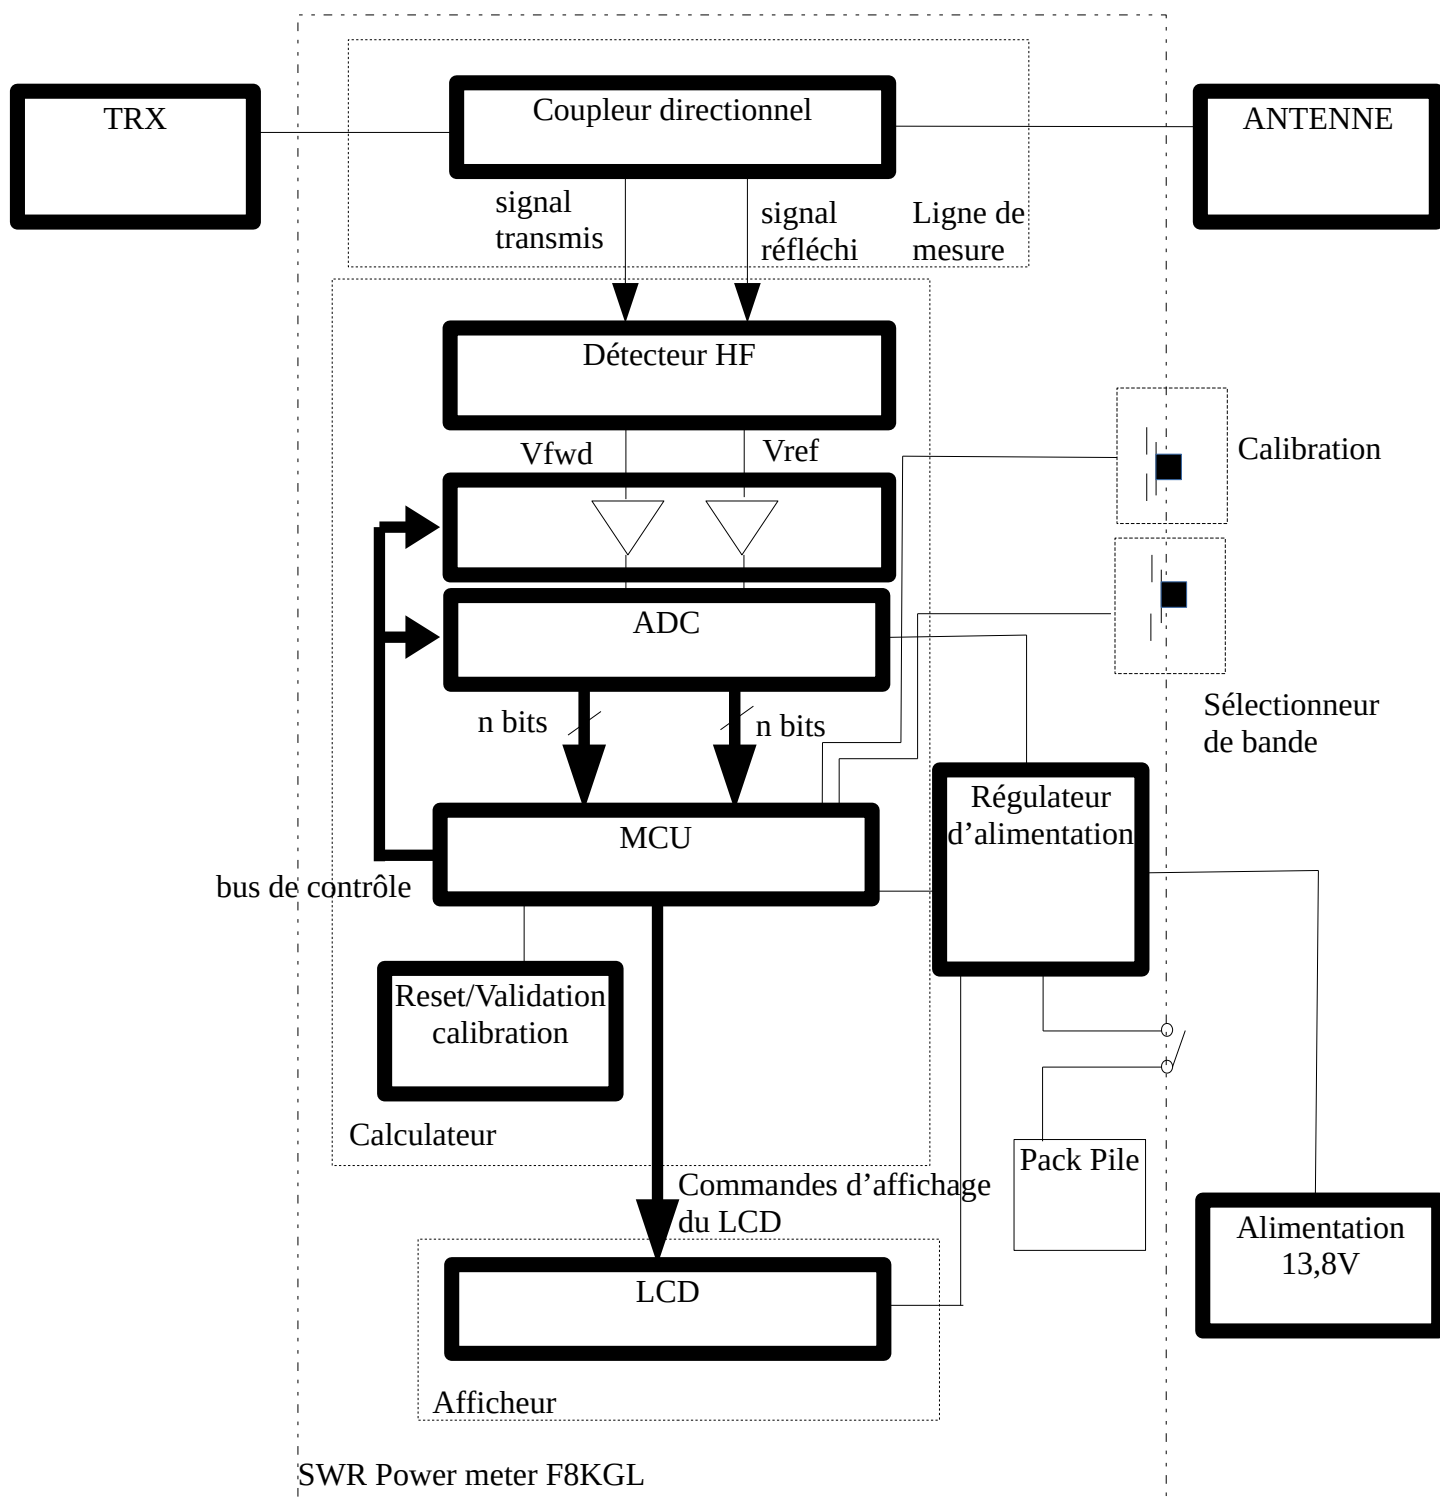 TRX
Coupleur directionnel
ANTENNE
signal
transmis
signal
réfléchi
Ligne de
mesure
Détecteur HF
Vfwd
Vref
Calibration
ADC
n bits
n bits
Sélectionneur
de bande
MCU
Régulateur
d’alimentation
bus de contrôle
Reset/Validation
calibration
Calculateur
Pack Pile
Commandes d’affichage
du LCD
Alimentation
13,8V
LCD
Afficheur
SWR Power meter F8KGL